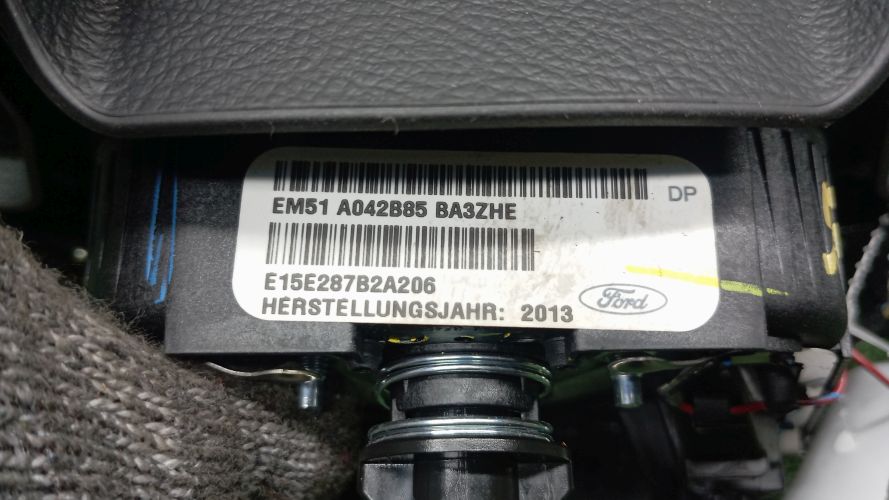 DP
EM51 A042B85 BA3ZHE
E15E287B2A206
HERSTELLUNGSJAHR: 2013
Ford